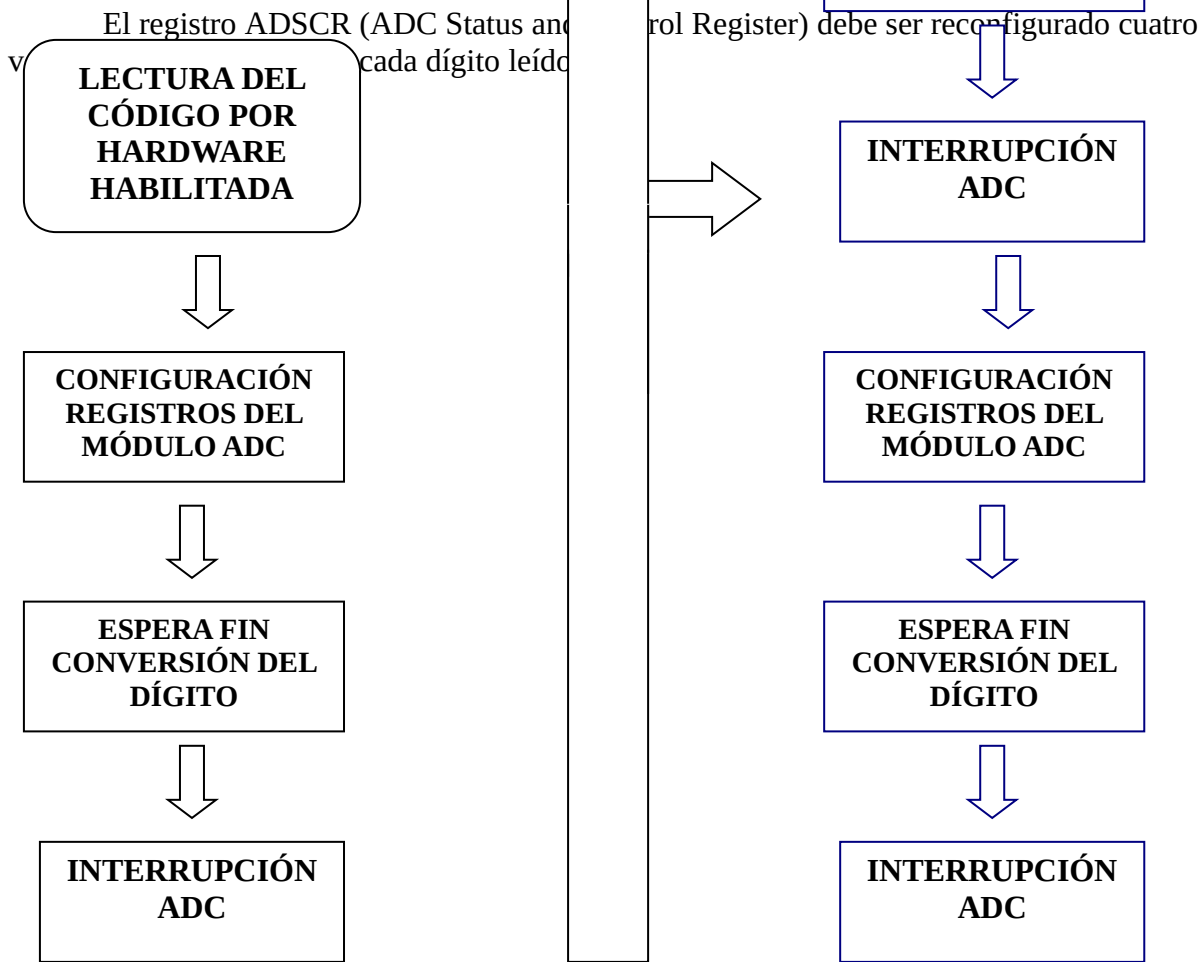 El registro ADSCR (ADC Status and rol Register) debe ser reconfigurado cuatro
cada dígito leído
LECTURA DEL
CÓDIGO POR
HARDWARE
HABILITADA
CONFIGURACIÓN
REGISTROS DEL
MÓDULO ADC
ESPERA FIN
CONVERSIÓN DEL
DÍGITO
INTERRUPCIÓN
ADC
INTERRUPCIÓN
ADC
CONFIGURACIÓN
REGISTROS DEL
MÓDULO ADC
ESPERA FIN
CONVERSIÓN DEL
DÍGITO
INTERRUPCIÓN
ADC